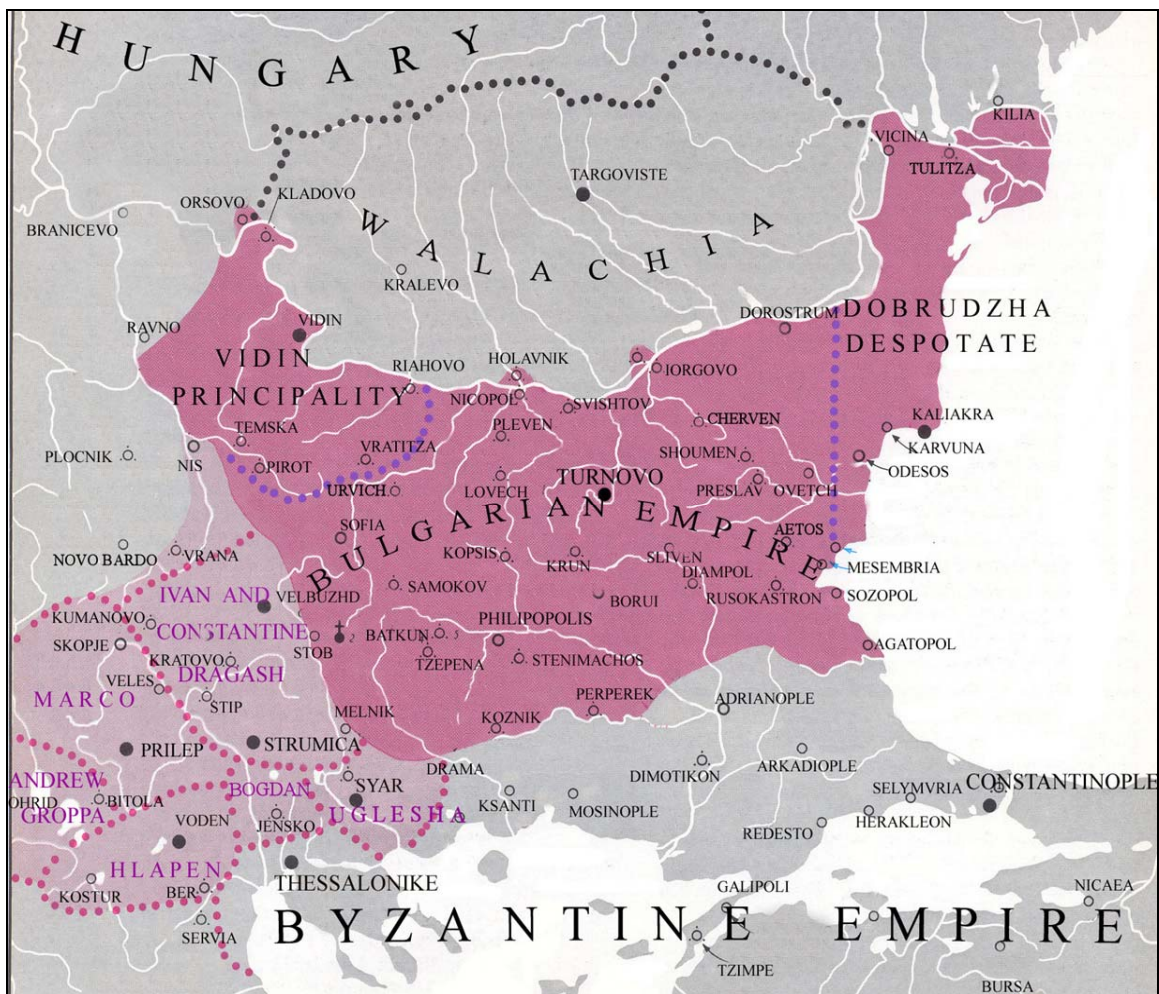 HUNGARY
KILIA
VICINA
TULITZA
TARGOVISTE
KLADOVO
ORSOVO
BRANICEVO
WALACHIA
KRALEVO
DOROSTRUM
DOBRUDZHA
DESPOTATE
RAVNO
VIDIN
VIDIN
PRINCIPALITY
RIAHOVO
HOLAVNIK
IORGOVO
NICOPOL
SVISHTOV
CHERVEN
KALIAKRA
KARVUNA
TEMSKA
PLEVEN
PLOCNIK
NIS
PIROT
VRATITZA
SHOUMEN
ODESOS
URVICH
LOVECH
TURNOVO
PRESLAV
OVETCH
BULGARIAN EMPIRE
SOFIA
AETOS
NOVO BARDO
VRANA
KOPSIS
KRUN
SLIVEN
MESEMBRIA
SAMOKOV
DIAMPOL
RUSOKASTRON
SOZOPOL
IVAN AND
CONSTANTINE
DRAGASH
VELBUZHD
BORUI
KUMANOVO
SKOPJE
STOB
2
BATKUN
5
PHILIPOPOLIS
AGATOPOL
KRATOVO
TZEPENA
STENIMACHOS
VELES
MARCO
STIP
PERPEREK
ADRIANOPLE
MELNIK
KOZNIK
PRILEP
STRUMICA
DRAMA
DIMOTIKON
ARKADIOPLE
ANDREW
GROPPA
OHRID
BITOLA
BOGDAN
SYAR
UGLESHA
KSANTI
MOSINOPLE
SELYMVRIA
CONSTANTINOPLE
VODEN
JENSKO
REDESTO
HERAKLEON
HLAPEN
KOSTUR
BER
THESSALONIKE
GALIPOLI
NICAEA
SERVIA
BYZANTINE EMPIRE
TZIMPE
BURSA